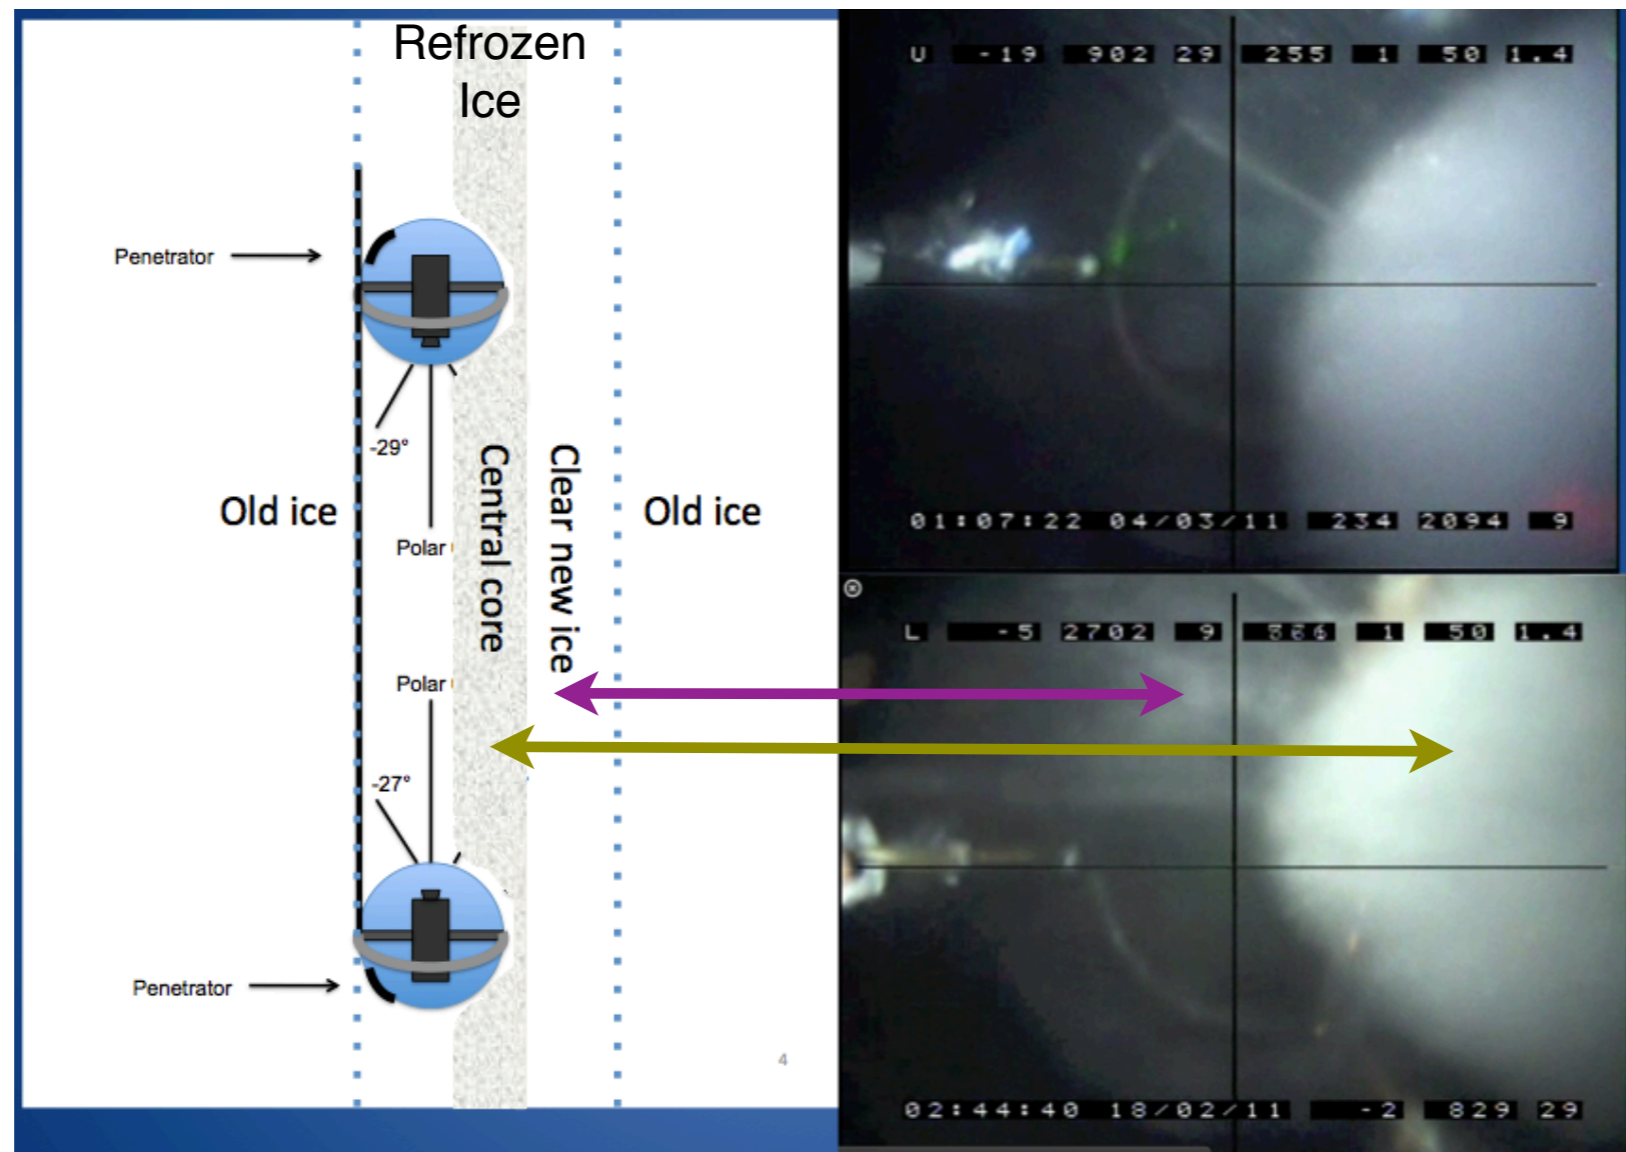 Refrozen
Ice
Penetrator
-29°
Old ice
Polar
Central core
Clear new ice
Old ice
Polar
-27°
Penetrator
4
U -19 902 29 255 1 50 1.4
01:07:22 04/03/11 234 2094 9
L -5 2702 9 366 1 50 1.4
02:44:40 18/02/11 -2 829 29